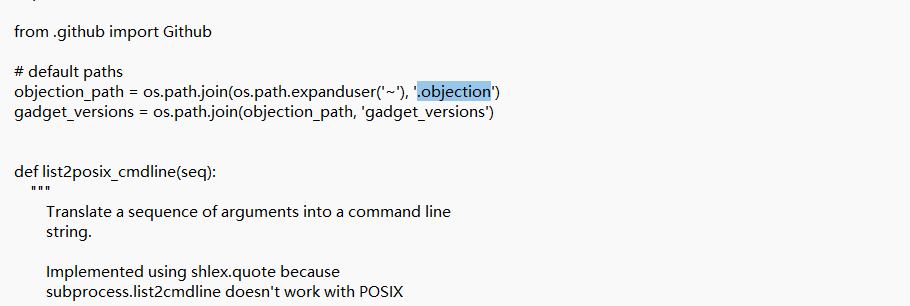 from .github import Github
# default paths
objection_path = os.path.join(os.path.expanduser('~'), '.objection')
gadget_versions = os.path.join(objection_path, 'gadget_versions')
def list2posix_cmdline(seq):
"""
Translate a sequence of arguments into a command line
string.
Implemented using shlex.quote because
subprocess.list2cmdline doesn't work with POSIX